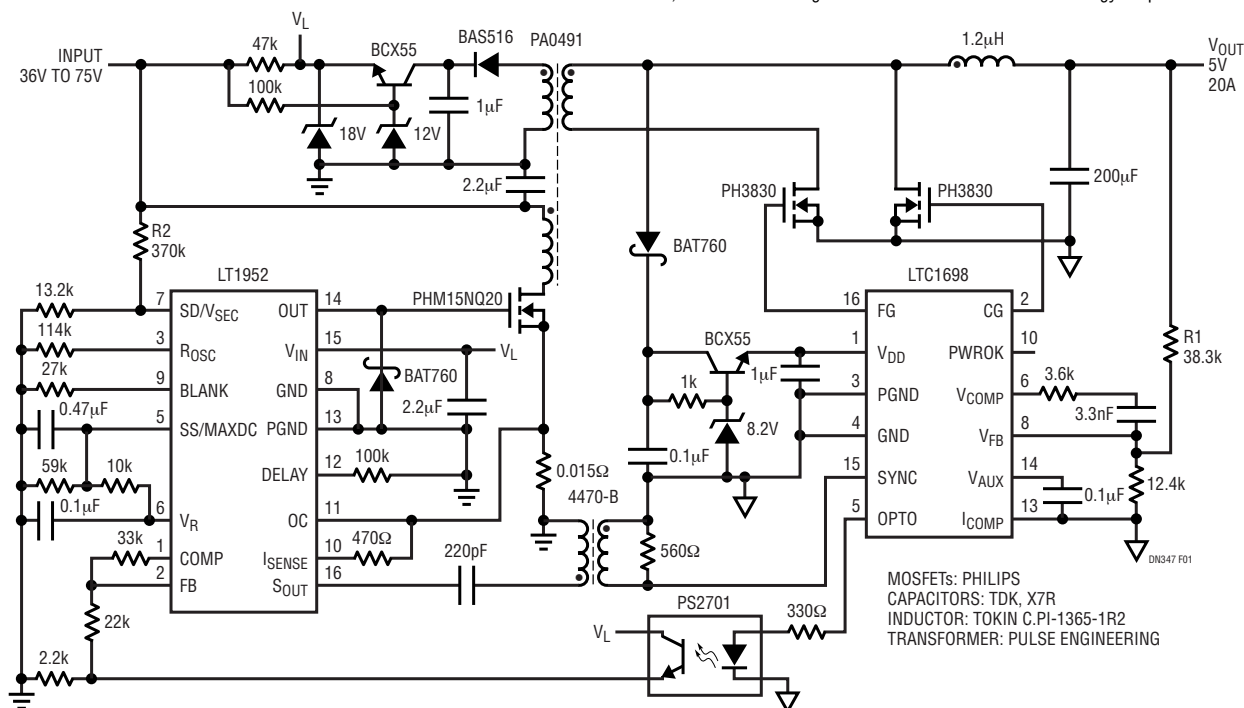 INPUT
36V TO 75V
V_L
47k
100k
BCX55
BAS516
PA0491
18V
12V
1µF
2.2µF
1.2µH
V_OUT
5V
20A
PH3830
PH3830
200µF
R2
370k
BAT760
LT1952
13.2k
7
SD/V_SEC
OUT
14
PHM15NQ20
114k
3
R_OSC
V_IN
15
V_L
27k
9
BLANK
GND
8
BAT760
2.2µF
0.47µF
5
SS/MAXDC
PGND
13
59k
10k
DELAY
12
100k
0.1µF
6
V_R
OC
11
33k
1
COMP
I_SENSE
10
470Ω
2
FB
S_OUT
16
220pF
22k
2.2k
0.015Ω
4470-B
BCX55
1k
8.2V
1µF
0.1µF
560Ω
LTC1698
16
FG
CG
2
1
V_DD
PWROK
10
3
PGND
V_COMP
6
3.6k
3.3nF
4
GND
V_FB
8
15
SYNC
V_AUX
14
0.1µF
5
OPTO
I_COMP
13
R1
38.3k
12.4k
DN347 F01
PS2701
V_L
330Ω
MOSFETs: PHILIPS
CAPACITORS: TDK, X7R
INDUCTOR: TOKIN C.PI-1365-1R2
TRANSFORMER: PULSE ENGINEERING